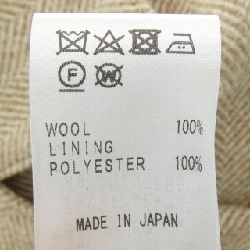 F W
WOOL 100%
LINING
POLYESTER 100%
MADE IN JAPAN